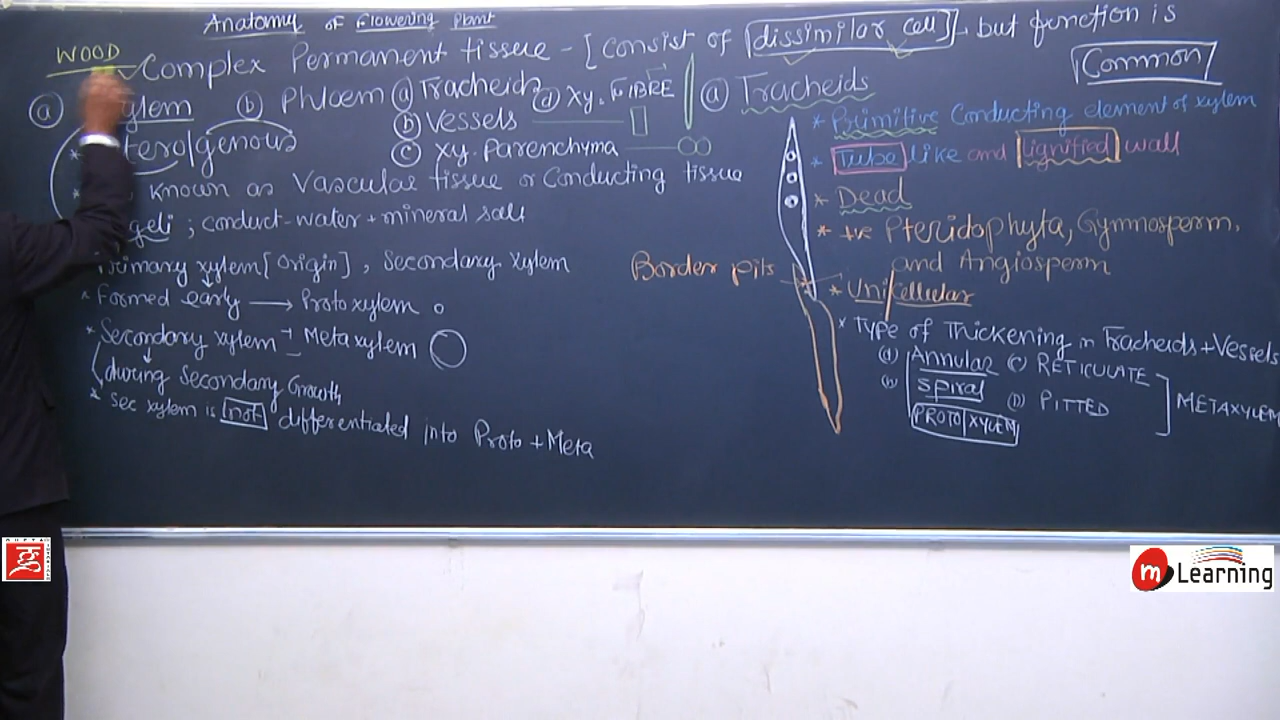 Anatomy of Flowering Plant
WOOD
Complex Permanent tissue - [Consist of dissimilar cell], but function is Common
(a) ylem (b) Phloem
terogenous
known as Vascular tissue or Conducting tissue
geli ; conduct-water + mineral salt
Primary xylem [Origin] , Secondary Xylem
* Formed early → Proto xylem
* Secondary xylem + Metaxylem
during Secondary Growth
* Sec xylem is not differentiated into Proto + Meta
(a) Tracheids
(b) Vessels
(c) xy. parenchyma
(d) xy. FIBRE
(a) Tracheids
* Primitive Conducting element of xylem
* Tube like and lignified wall
* Dead
* +ve Pteridophyta, Gymnosperm,
and Angiosperm
Border pits
* Unicellular
* Type of Thickening in Tracheids + Vessels
(a) Annular (c) RETICULATE
(b) spiral (D) PITTED
PROTOXYLEM
METAXYLEM
m Learning